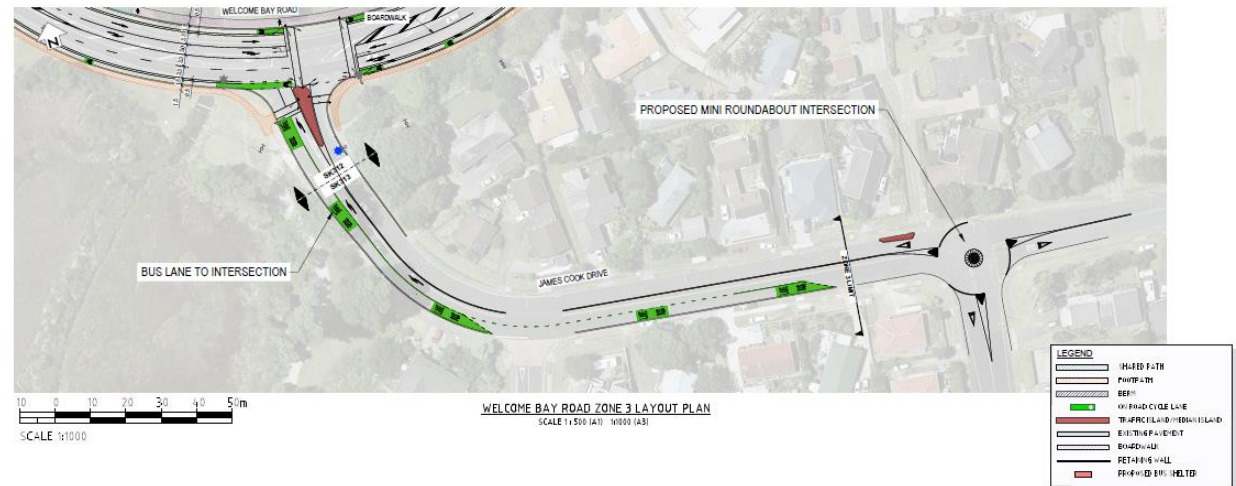 WELCOME BAY ROAD
BOARDWALK
N
PROPOSED MINI ROUNDABOUT INTERSECTION
SK112
SK113
BUS LANE TO INTERSECTION
JAMES COOK DRIVE
ZONE 3 LIMIT
10 0 10 20 30 40 50m
SCALE 1:1000
WELCOME BAY ROAD ZONE 3 LAYOUT PLAN
SCALE 1:500 (A1) 1:1000 (A3)
LEGEND
SHARED PATH
FOOTPATH
BERM
ON ROAD CYCLE LANE
TRAFFIC ISLAND/MEDIAN ISLAND
EXISTING PAVEMENT
BOARDWALK
RETAINING WALL
PROPOSED BUS SHELTER